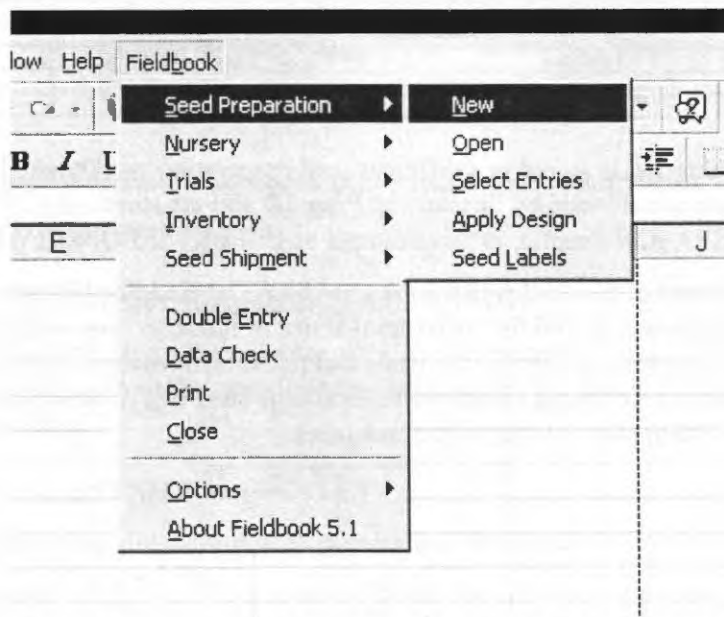 low Help Fieldbook
Seed Preparation
Nursery
Trials
Inventory
Seed Shipment
Double Entry
Data Check
Print
Close
Options
About Fieldbook 5.1
New
Open
Select Entries
Apply Design
Seed Labels
B I U
E
J